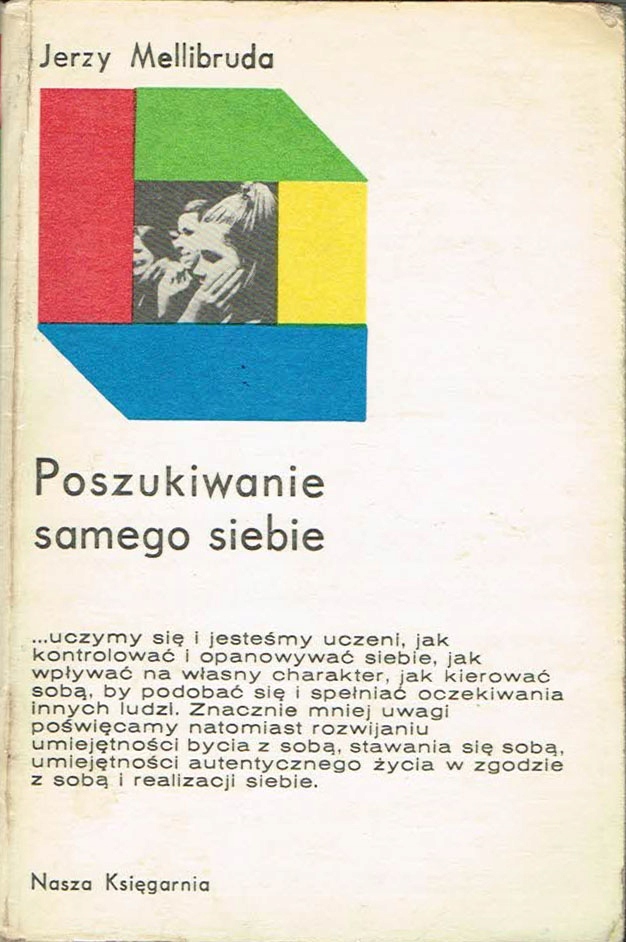 Jerzy Mellibruda
Poszukiwanie
samego siebie
...uczymy się i jesteśmy uczeni, jak
kontrolować i opanowywać siebie, jak
wpływać na własny charakter, jak kierować
sobą, by podobać się i spełniać oczekiwania
innych ludzi. Znacznie mniej uwagi
poświęcamy natomiast rozwijaniu
umiejętności bycia z sobą, stawania się sobą,
umiejętności autentycznego życia w zgodzie
z sobą i realizacji siebie.
Nasza Księgarnia